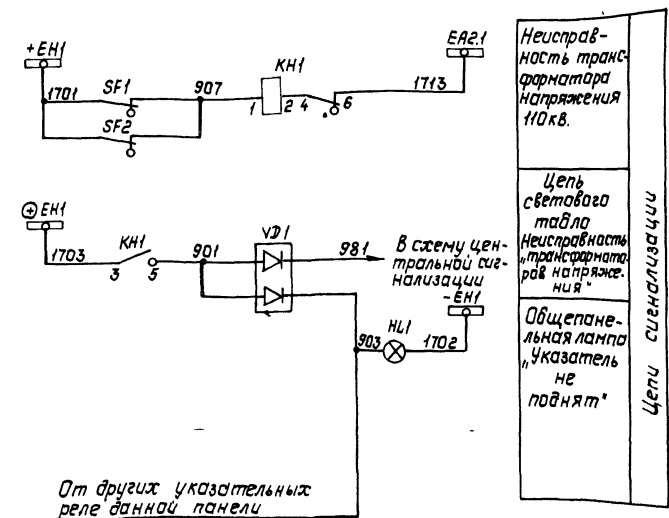 +EH1
1701
SF1
907
SF2
KH1
1
2
4
6
1713
EA2.1
Неисправ-
ность транс-
форматора
напряжения
110кв.
⊕EH1
1703
KH1
3
5
901
VD1
981
В схему цен-
тральной сиг-
нализации
-EH1
903
HL1
1702
Цепь
светового
табло
Неисправность
„трансформато-
ров напряже-
ния"
Общепане-
льная лампа
„Указатель
не
поднят"
Цепи сигнализации
От других указательных
реле данной панели